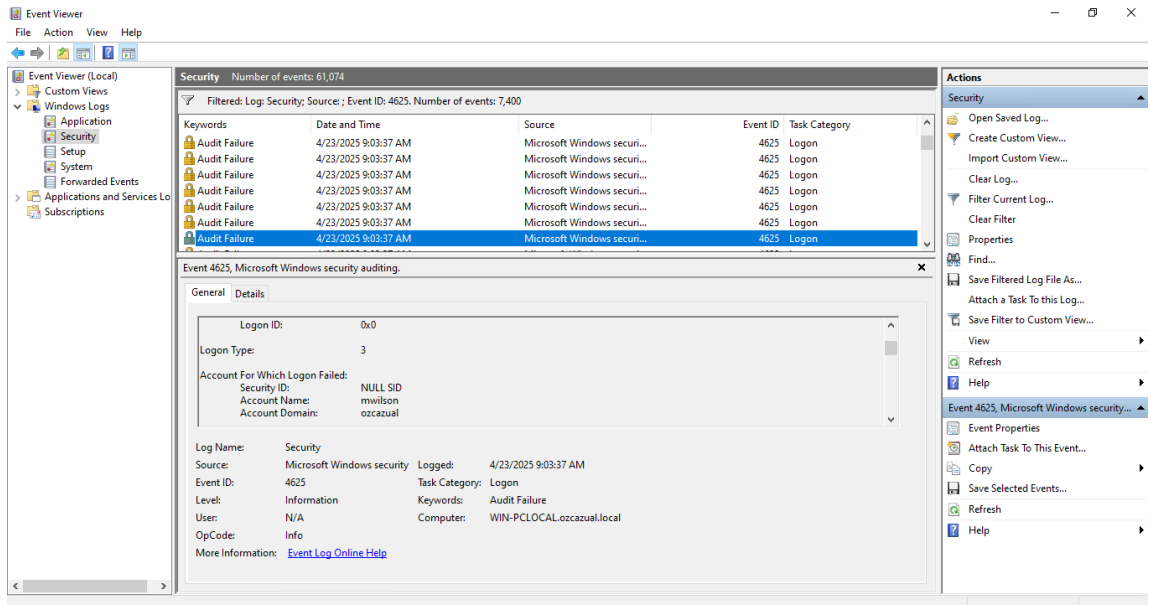 Event Viewer
File Action View Help
Event Viewer (Local)
Custom Views
Windows Logs
Application
Security
Setup
System
Forwarded Events
Applications and Services Lo
Subscriptions
Security Number of events: 61,074
Filtered: Log: Security; Source: ; Event ID: 4625. Number of events: 7,400
Keywords Date and Time Source Event ID Task Category
Audit Failure 4/23/2025 9:03:37 AM Microsoft Windows securi... 4625 Logon
Audit Failure 4/23/2025 9:03:37 AM Microsoft Windows securi... 4625 Logon
Audit Failure 4/23/2025 9:03:37 AM Microsoft Windows securi... 4625 Logon
Audit Failure 4/23/2025 9:03:37 AM Microsoft Windows securi... 4625 Logon
Audit Failure 4/23/2025 9:03:37 AM Microsoft Windows securi... 4625 Logon
Audit Failure 4/23/2025 9:03:37 AM Microsoft Windows securi... 4625 Logon
Audit Failure 4/23/2025 9:03:37 AM Microsoft Windows securi... 4625 Logon
Event 4625, Microsoft Windows security auditing.
General Details
Logon ID: 0x0
Logon Type: 3
Account For Which Logon Failed:
Security ID: NULL SID
Account Name: mwilson
Account Domain: ozcazual
Log Name: Security
Source: Microsoft Windows security Logged: 4/23/2025 9:03:37 AM
Event ID: 4625 Task Category: Logon
Level: Information Keywords: Audit Failure
User: N/A Computer: WIN-PCLOCAL.ozcazual.local
OpCode: Info
More Information: Event Log Online Help
Actions
Security
Open Saved Log...
Create Custom View...
Import Custom View...
Clear Log...
Filter Current Log...
Clear Filter
Properties
Find...
Save Filtered Log File As...
Attach a Task To this Log...
Save Filter to Custom View...
View
Refresh
Help
Event 4625, Microsoft Windows security...
Event Properties
Attach Task To This Event...
Copy
Save Selected Events...
Refresh
Help